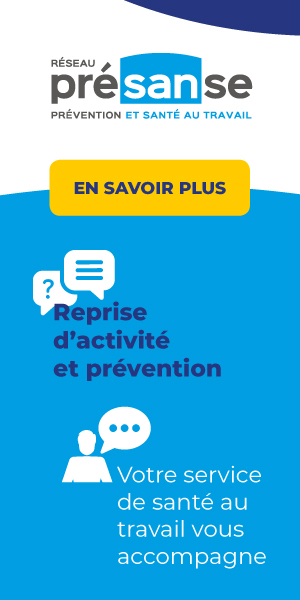 RÉSEAU
présanse
PRÉVENTION ET SANTÉ AU TRAVAIL
EN SAVOIR PLUS
?
Reprise
d'activité
et prévention
Votre service
de santé au
travail vous
accompagne